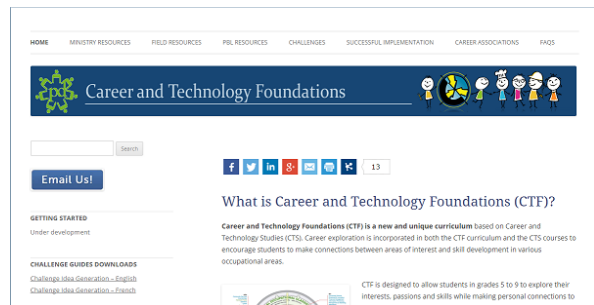 HOME MINISTRY RESOURCES FIELD RESOURCES PBL RESOURCES CHALLENGES SUCCESSFUL IMPLEMENTATION CAREER ASSOCIATIONS FAQS
pdc Career and Technology Foundations
Search
13
Email Us!
What is Career and Technology Foundations (CTF)?
GETTING STARTED
Under development
Career and Technology Foundations (CTF) is a new and unique curriculum based on Career and
Technology Studies (CTS). Career exploration is incorporated in both the CTF curriculum and the CTS courses to
encourage students to make connections between areas of interest and skill development in various
occupational areas.
CHALLENGE GUIDES DOWNLOADS
Challenge Idea Generation – English
Challenge Idea Generation – French
CTF is designed to allow students in grades 5 to 9 to explore their
interests, passions and skills while making personal connections to